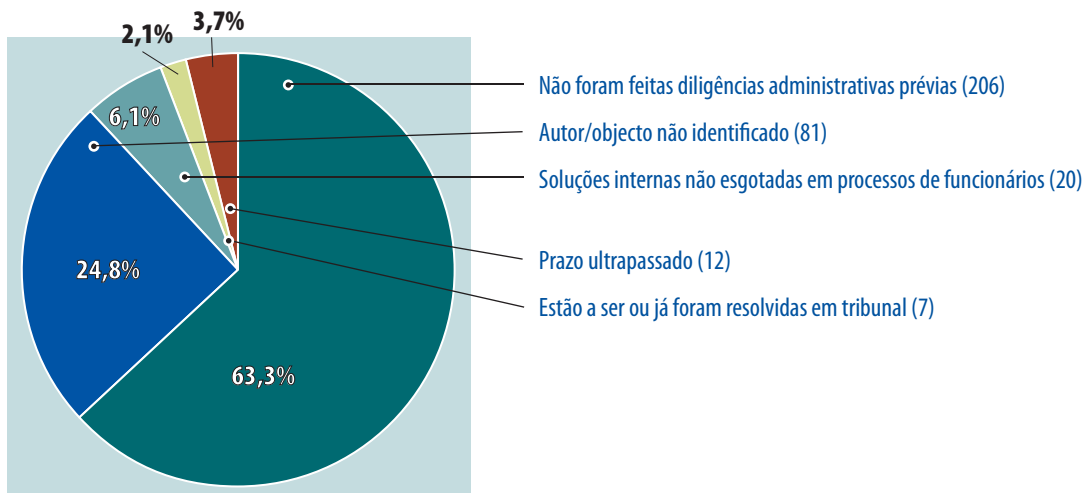 2,1%
3,7%
6,1%
24,8%
63,3%
Não foram feitas diligências administrativas prévias (206)
Autor/objecto não identificado (81)
Soluções internas não esgotadas em processos de funcionários (20)
Prazo ultrapassado (12)
Estão a ser ou já foram resolvidas em tribunal (7)